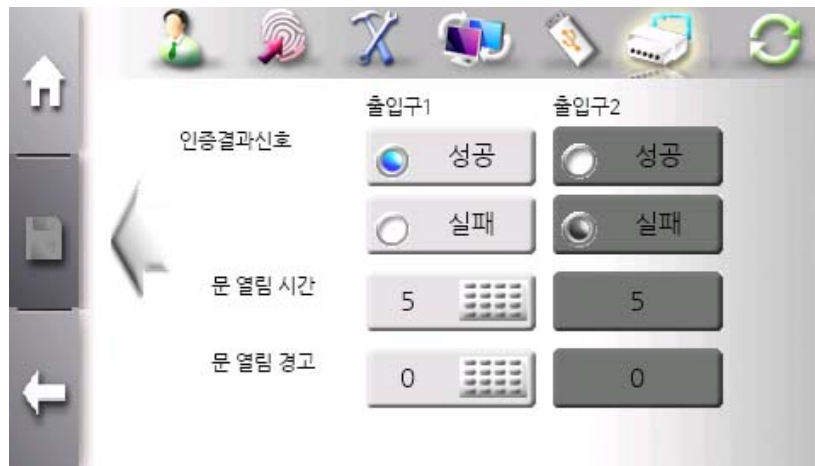 출입구1 출입구2
인증결과신호 성공 성공
실패 실패
문 열림 시간 5 5
문 열림 경고 0 0